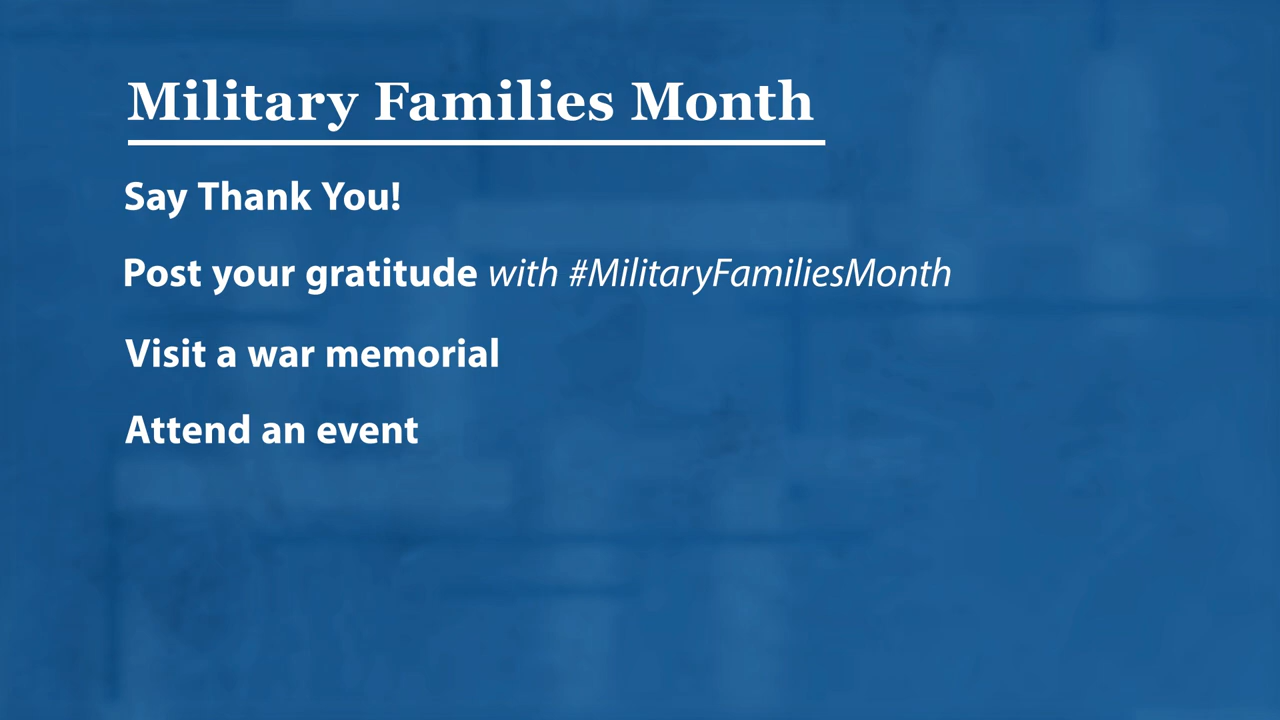 Military Families Month
Say Thank You!
Post your gratitude with #MilitaryFamiliesMonth
Visit a war memorial
Attend an event